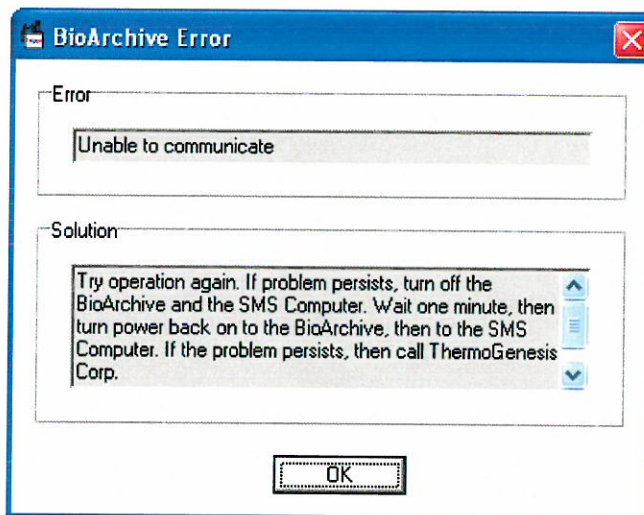 BioArchive Error
Error
Unable to communicate
Solution
Try operation again. If problem persists, turn off the
BioArchive and the SMS Computer. Wait one minute, then
turn power back on to the BioArchive, then to the SMS
Computer. If the problem persists, then call ThermoGenesis
Corp.
OK